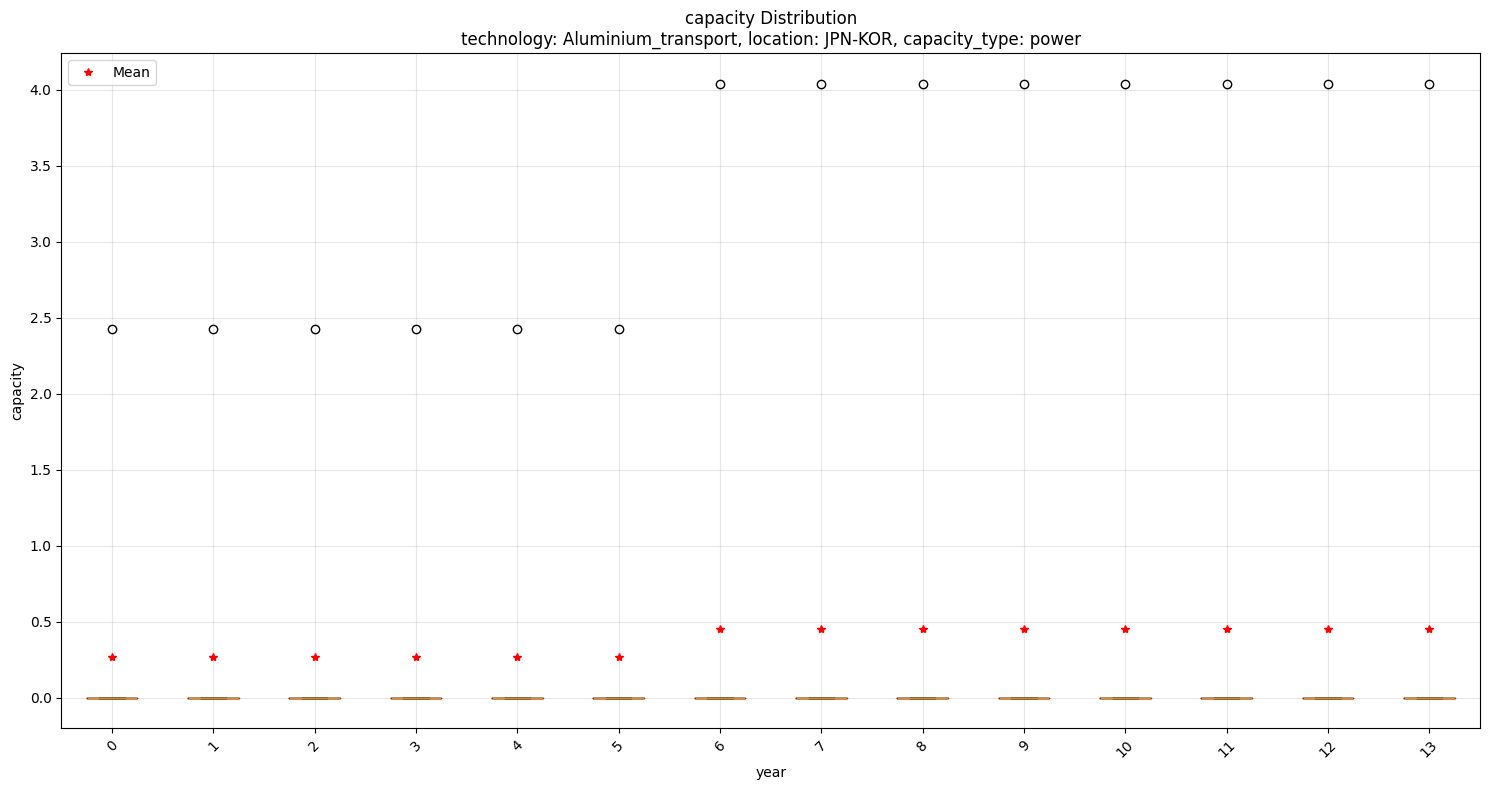 capacity Distribution
technology: Aluminium_transport, location: JPN-KOR, capacity_type: power
Mean
4.0
3.5
3.0
2.5
2.0
1.5
1.0
0.5
0.0
capacity
0 1 2 3 4 5 6 7 8 9 10 11 12 13
year